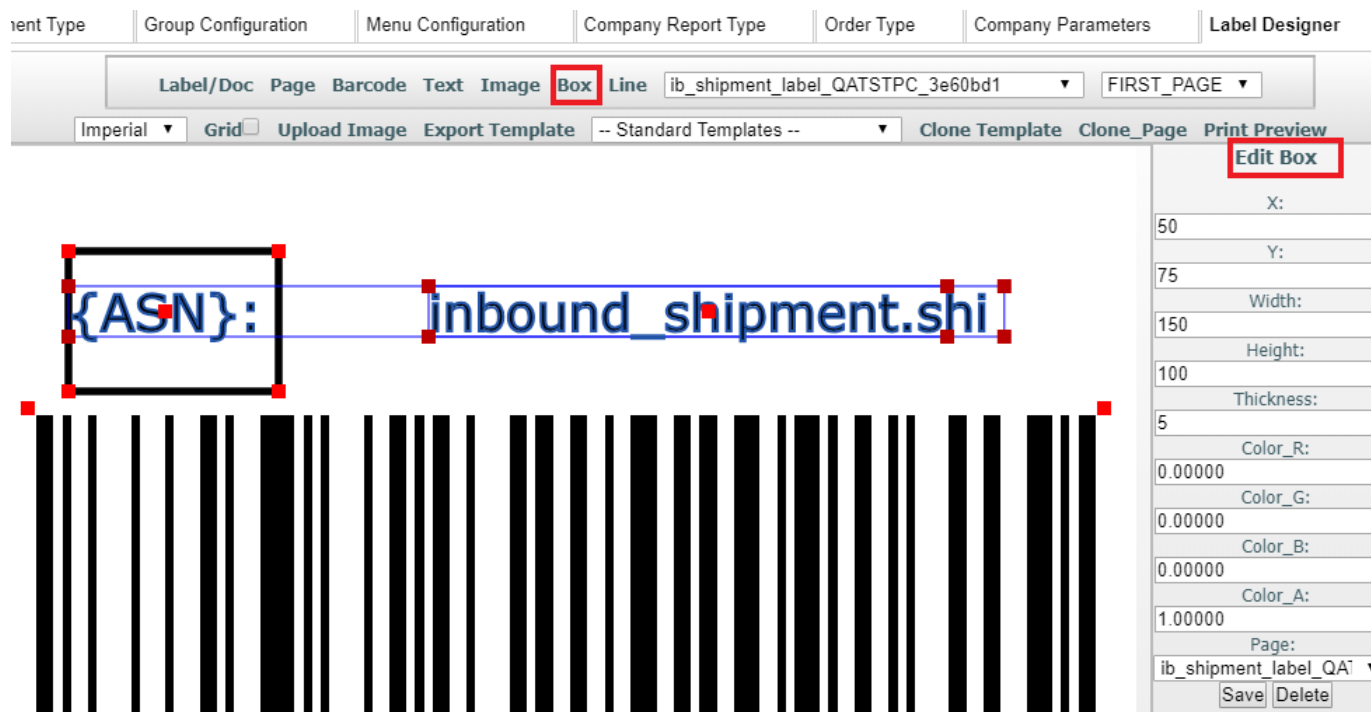 ment Type Group Configuration Menu Configuration Company Report Type Order Type Company Parameters Label Designer
Label/Doc Page Barcode Text Image Box Line ib_shipment_label_QATSTPC_3e60bd1 FIRST_PAGE
Imperial Grid Upload Image Export Template -- Standard Templates -- Clone Template Clone_Page Print Preview
Edit Box
X:
50
Y:
75
Width:
150
{ASN}: inbound_shipment.shi
Height:
100
Thickness:
5
Color_R:
0.00000
Color_G:
0.00000
Color_B:
0.00000
Color_A:
1.00000
Page:
ib_shipment_label_QAT
Save Delete